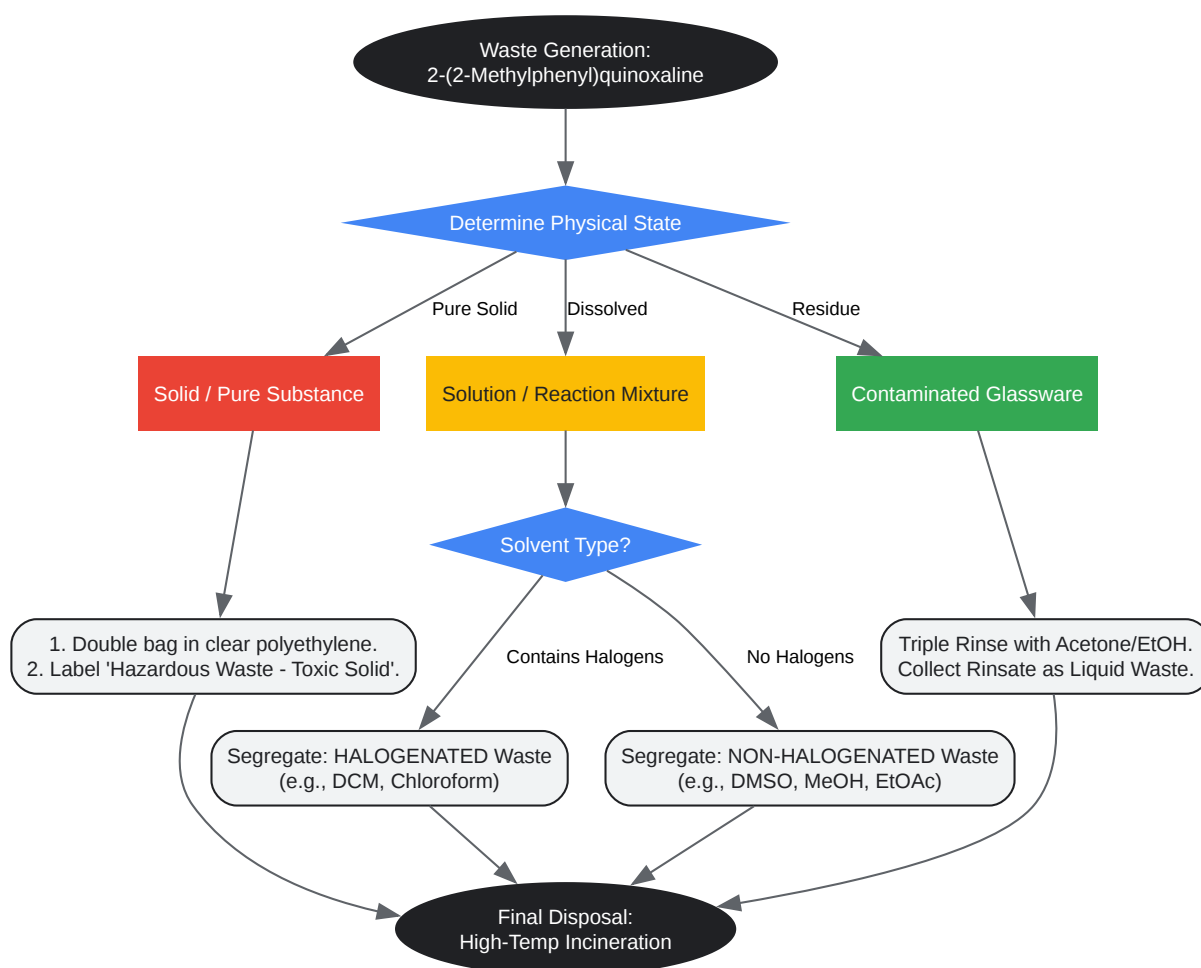 Waste Generation:
2-(2-Methylphenyl)quinoxaline
Determine Physical State
Pure Solid
Dissolved
Residue
Solid / Pure Substance
Solution / Reaction Mixture
Contaminated Glassware
Solvent Type?
1. Double bag in clear polyethylene.
2. Label 'Hazardous Waste - Toxic Solid'.
Contains Halogens
No Halogens
Triple Rinse with Acetone/EtOH.
Collect Rinsate as Liquid Waste.
Segregate: HALOGENATED Waste
(e.g., DCM, Chloroform)
Segregate: NON-HALOGENATED Waste
(e.g., DMSO, MeOH, EtOAc)
Final Disposal:
High-Temp Incineration